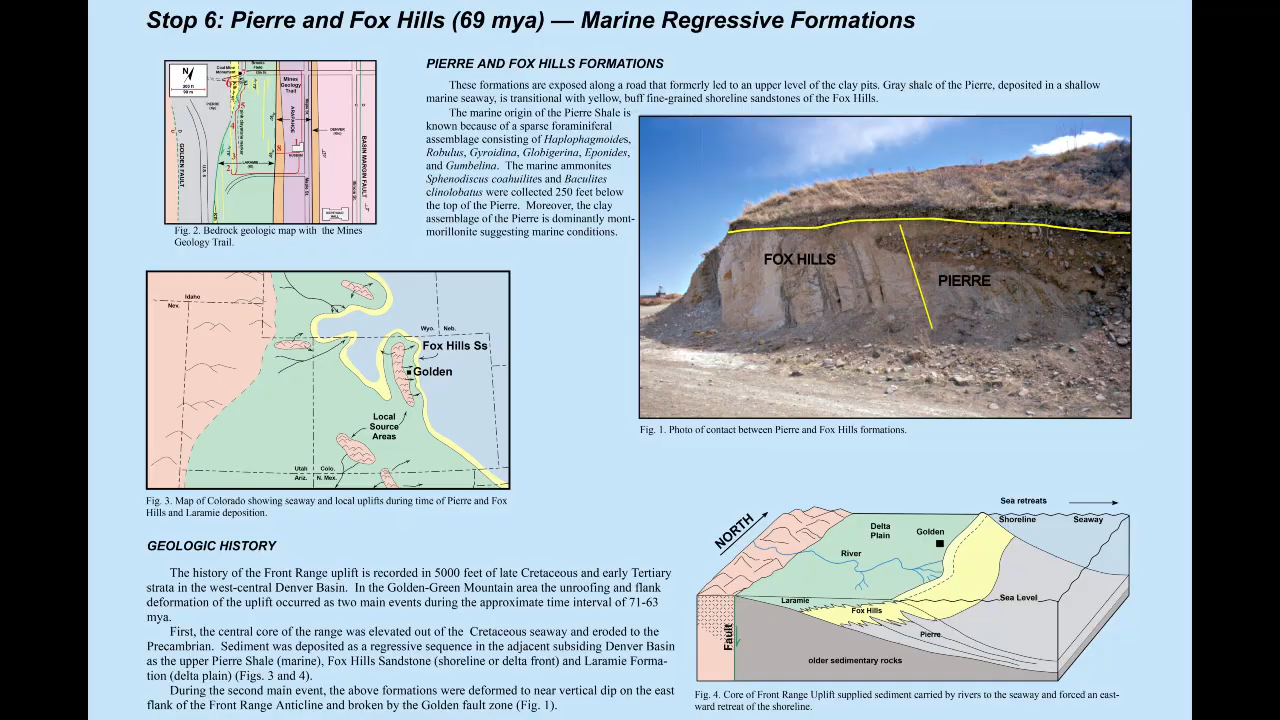 Stop 6: Pierre and Fox Hills (69 mya) — Marine Regressive Formations
PIERRE AND FOX HILLS FORMATIONS
These formations are exposed along a road that formerly led to an upper level of the clay pits. Gray shale of the Pierre, deposited in a shallow
marine seaway, is transitional with yellow, buff fine-grained shoreline sandstones of the Fox Hills.
The marine origin of the Pierre Shale is
known because of a sparse foraminiferal
assemblage consisting of Haplophagmoides,
Robulus, Gyroidina, Globigerina, Eponides,
and Gumbelina. The marine ammonites
Sphenodiscus coahuilites and Baculites
clinolobatus were collected 250 feet below
the top of the Pierre. Moreover, the clay
assemblage of the Pierre is dominantly mont-
morillonite suggesting marine conditions.
N
Mines
Geology
Trail
GOLDEN FAULT
LARAMIE
ARAPAHOE
DENVER
BASIN MARGIN FAULT
Fig. 2. Bedrock geologic map with the Mines
Geology Trail.
FOX HILLS
PIERRE
Fig. 1. Photo of contact between Pierre and Fox Hills formations.
Idaho
Nev.
Wyo. Neb.
Fox Hills Ss
Golden
Local
Source
Areas
Utah Colo.
Ariz. N. Mex.
Fig. 3. Map of Colorado showing seaway and local uplifts during time of Pierre and Fox
Hills and Laramie deposition.
GEOLOGIC HISTORY
The history of the Front Range uplift is recorded in 5000 feet of late Cretaceous and early Tertiary
strata in the west-central Denver Basin. In the Golden-Green Mountain area the unroofing and flank
deformation of the uplift occurred as two main events during the approximate time interval of 71-63
mya.
First, the central core of the range was elevated out of the Cretaceous seaway and eroded to the
Precambrian. Sediment was deposited as a regressive sequence in the adjacent subsiding Denver Basin
as the upper Pierre Shale (marine), Fox Hills Sandstone (shoreline or delta front) and Laramie Forma-
tion (delta plain) (Figs. 3 and 4).
During the second main event, the above formations were deformed to near vertical dip on the east
flank of the Front Range Anticline and broken by the Golden fault zone (Fig. 1).
Sea retreats
NORTH
Delta
Plain
Golden
Shoreline
Seaway
River
Laramie
Fox Hills
Sea Level
Pierre
Fault
older sedimentary rocks
Fig. 4. Core of Front Range Uplift supplied sediment carried by rivers to the seaway and forced an east-
ward retreat of the shoreline.